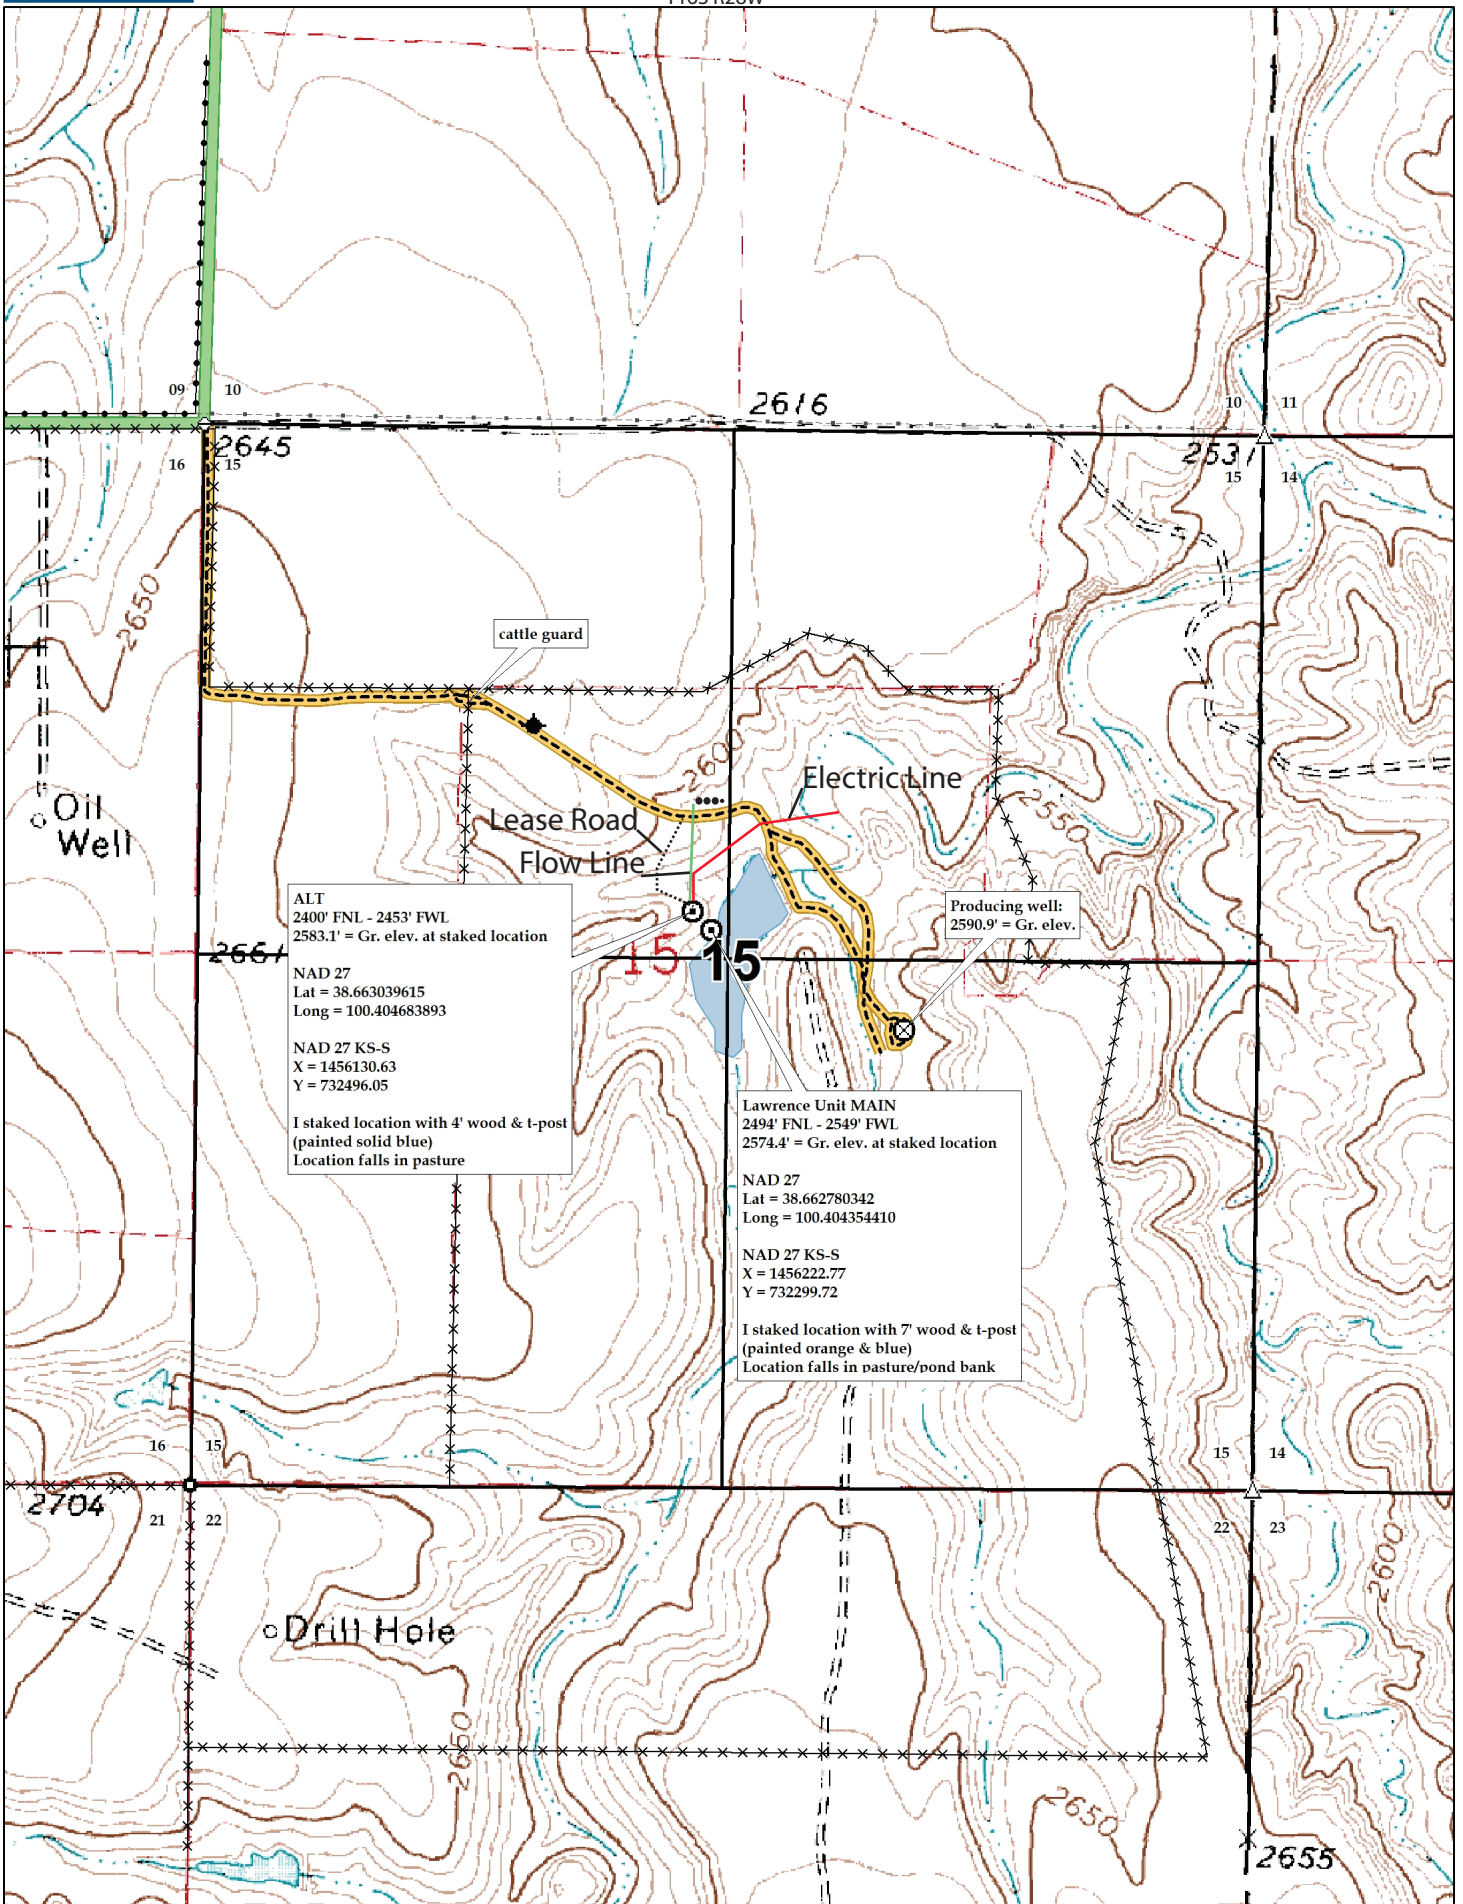 09
10
2616
10
11
2645
2531
16
15
15
14
2650
cattle guard
2600
Electric Line
Oil
Well
Lease Road
Flow Line
2550
ALT
2400' FNL - 2453' FWL
2583.1' = Gr. elev. at staked location
NAD 27
Lat = 38.663039615
Long = 100.404683893
NAD 27 KS-S
X = 1456130.63
Y = 732496.05
I staked location with 4' wood & t-post
(painted solid blue)
Location falls in pasture
Producing well:
2590.9' = Gr. elev.
2661
15
15
Lawrence Unit MAIN
2494' FNL - 2549' FWL
2574.4' = Gr. elev. at staked location
NAD 27
Lat = 38.662780342
Long = 100.404354410
NAD 27 KS-S
X = 1456222.77
Y = 732299.72
I staked location with 7' wood & t-post
(painted orange & blue)
Location falls in pasture/pond bank
16
15
15
14
2704
21
22
22
23
2600
Drill Hole
2650
2650
2655